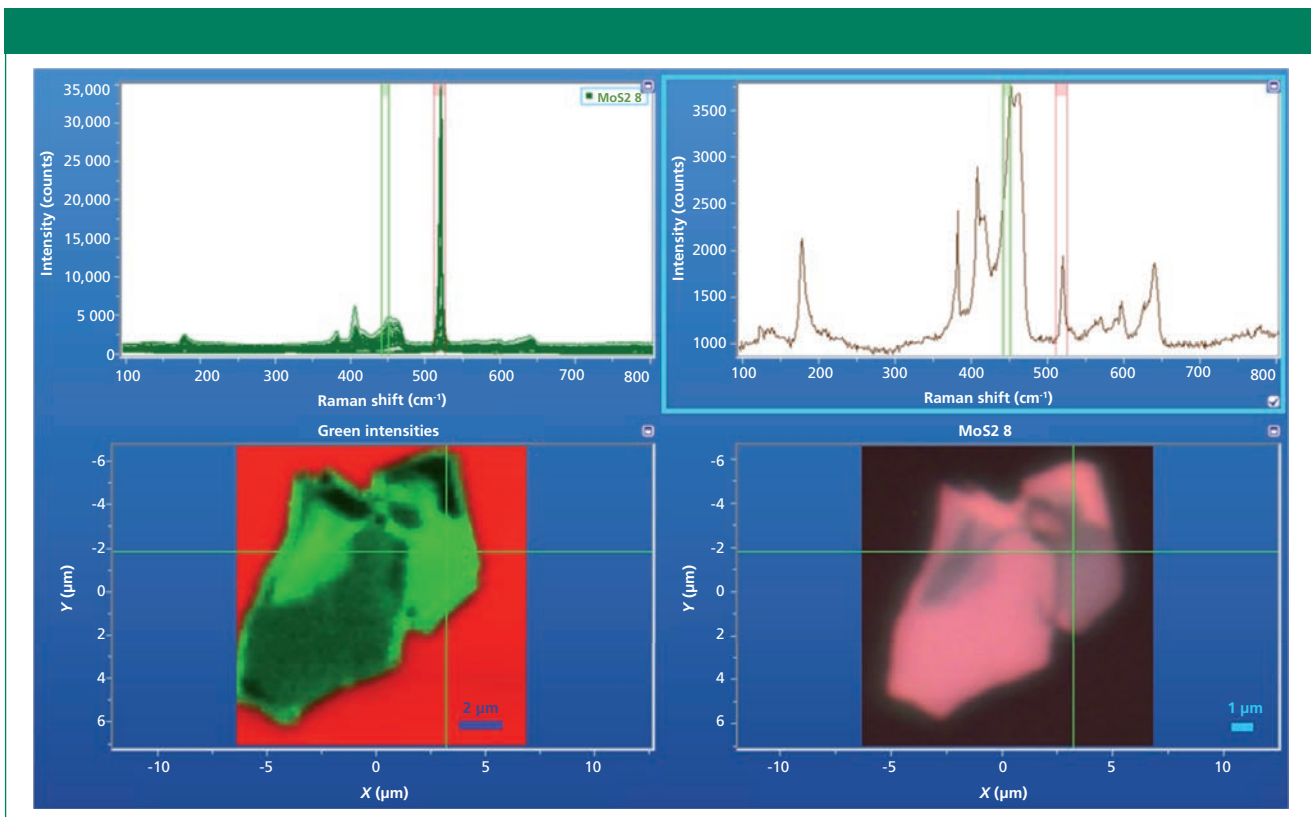 35,000
30,000
25 000
20,000
15,000
10,000
5 000
0
Intensity (counts)
MoS2 8
100 200 300 400 500 600 700 800
Raman shift (cm⁻¹)
3500
3000
2500
2000
1500
1000
Intensity (counts)
100 200 300 400 500 600 700 800
Raman shift (cm⁻¹)
Green intensities
-6
-4
-2
0
2
4
6
Y (µm)
2 µm
-10 -5 0 5 10
X (µm)
MoS2 8
-6
-4
-2
0
2
4
6
Y (µm)
1 µm
-10 -5 0 5 10
X (µm)